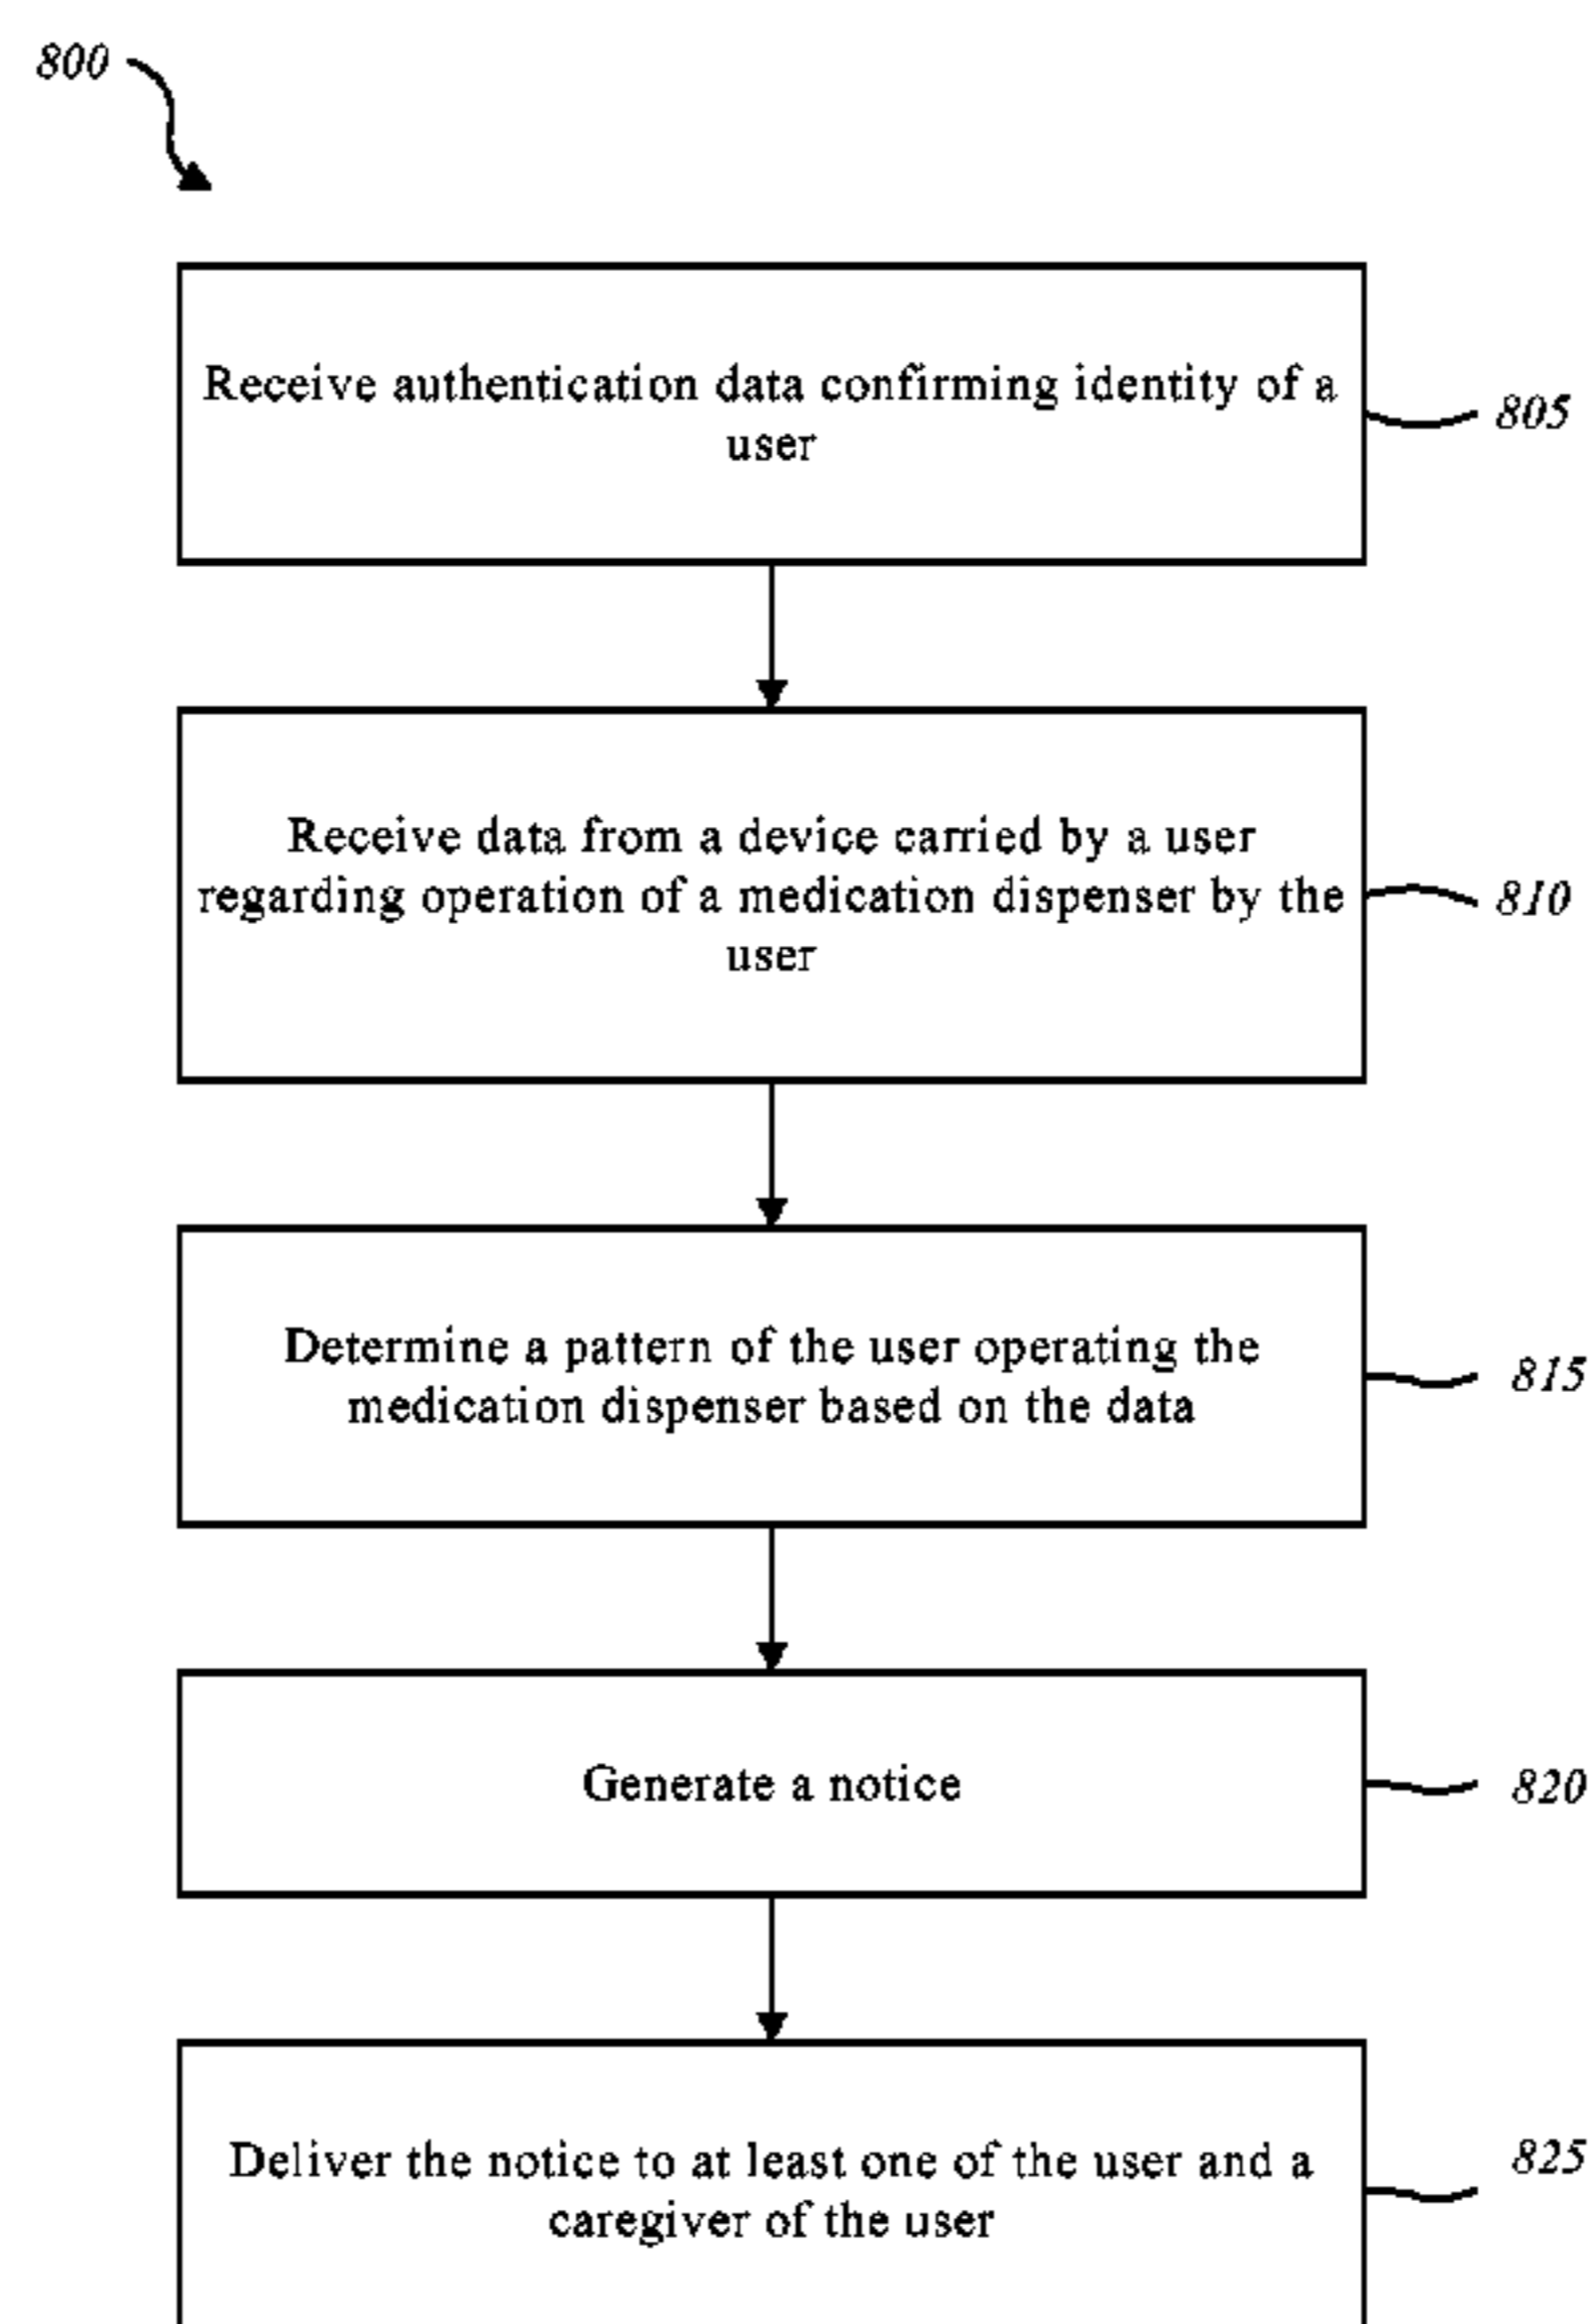 800
Receive authentication data confirming identity of a
user
805
Receive data from a device carried by a user
regarding operation of a medication dispenser by the
user
810
Determine a pattern of the user operating the
medication dispenser based on the data
815
Generate a notice
820
Deliver the notice to at least one of the user and a
caregiver of the user
825